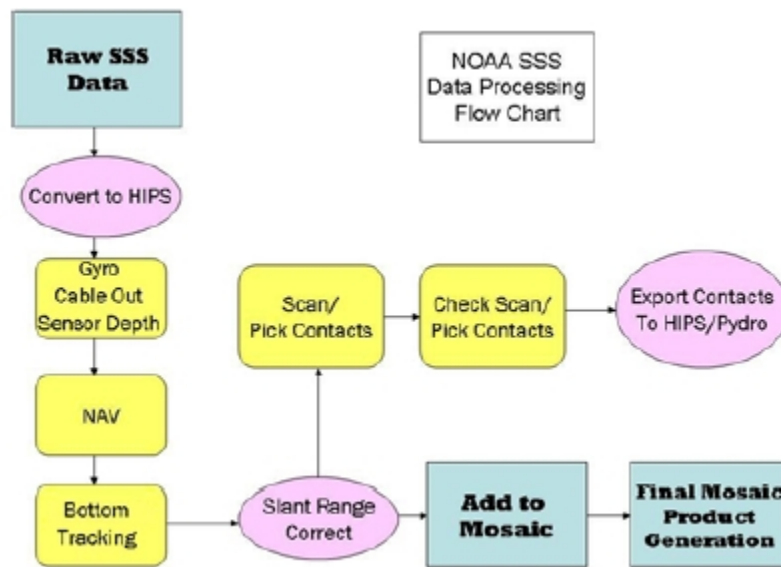 Raw SSS
Data
NOAA SSS
Data Processing
Flow Chart
Convert to HIPS
Gyro
Cable Out
Sensor Depth
Scan/
Pick Contacts
Check Scan/
Pick Contacts
Export Contacts
To HIPS/Pydro
NAV
Bottom
Tracking
Slant Range
Correct
Add to
Mosaic
Final Mosaic
Product
Generation